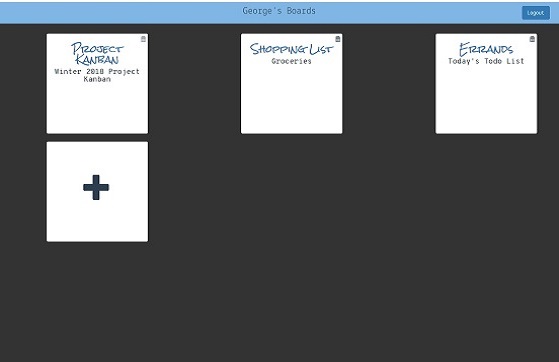 George's Boards
Logout
Project
Kanban
Winter 2018 Project
Kanban
Shopping List
Groceries
Errands
Today's Todo List